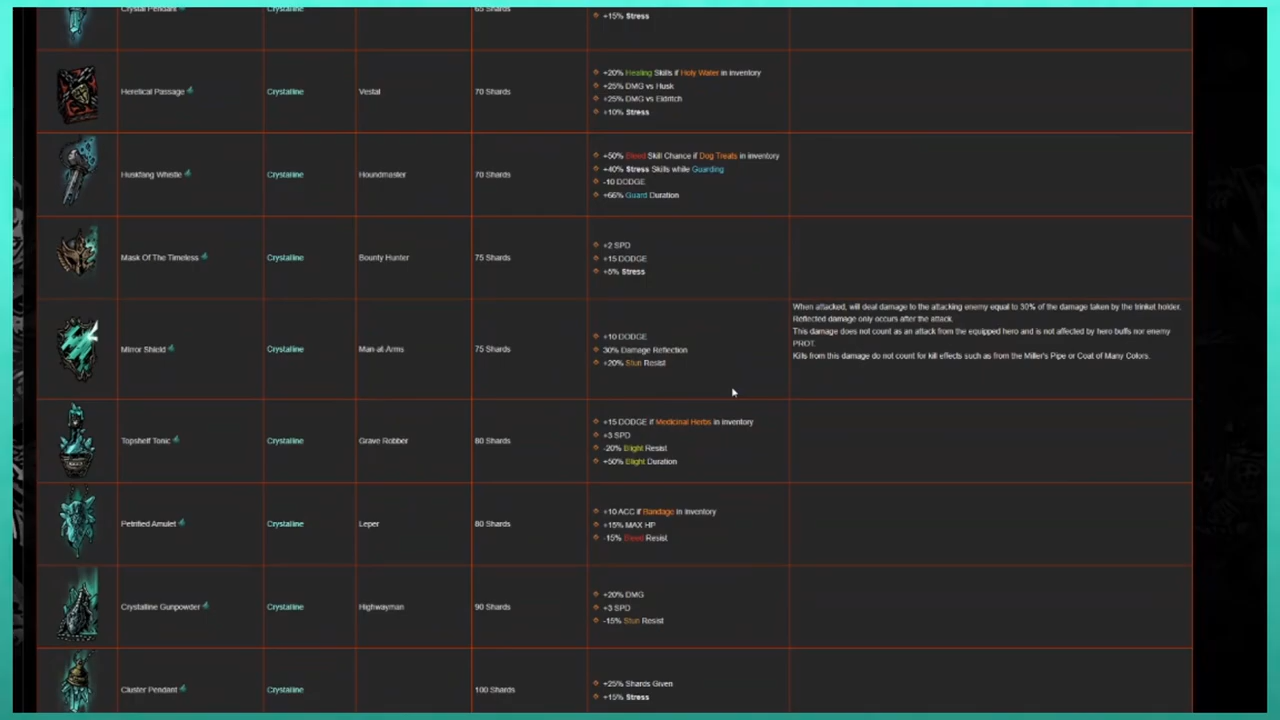 Crystal Pendant
Crystalline
65 Shards
+15% Stress
Heretical Passage
Crystalline
Vestal
70 Shards
+20% Healing Skills if Holy Water in inventory
+25% DMG vs Husk
+25% DMG vs Eldritch
+10% Stress
Huskfang Whistle
Crystalline
Houndmaster
70 Shards
+50% Bleed Skill Chance if Dog Treats in inventory
+40% Stress Skills while Guarding
-10 DODGE
+66% Guard Duration
Mask Of The Timeless
Crystalline
Bounty Hunter
75 Shards
+2 SPD
+15 DODGE
+5% Stress
Mirror Shield
Crystalline
Man-at-Arms
75 Shards
+10 DODGE
30% Damage Reflection
+20% Stun Resist
When attacked, will deal damage to the attacking enemy equal to 30% of the damage taken by the trinket holder.
Reflected damage only occurs after the attack.
This damage does not count as an attack from the equipped hero and is not affected by hero buffs nor enemy
PROT.
Kills from this damage do not count for kill effects such as from the Miller's Pipe or Coat of Many Colors.
Topshelf Tonic
Crystalline
Grave Robber
80 Shards
+15 DODGE if Medicinal Herbs in inventory
+3 SPD
-20% Blight Resist
+50% Blight Duration
Petrified Amulet
Crystalline
Leper
80 Shards
+10 ACC if Bandage in inventory
+15% MAX HP
-15% Bleed Resist
Crystalline Gunpowder
Crystalline
Highwayman
90 Shards
+20% DMG
+3 SPD
-15% Stun Resist
Cluster Pendant
Crystalline
100 Shards
+25% Shards Given
+15% Stress